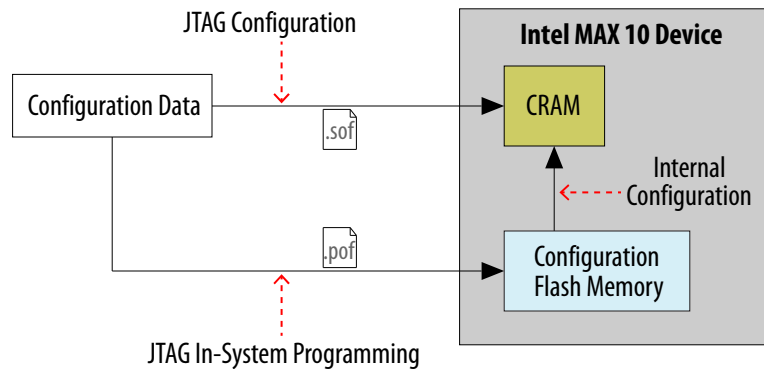 JTAG Configuration
Intel MAX 10 Device
Configuration Data
CRAM
.sof
Internal
Configuration
.pof
Configuration
Flash Memory
JTAG In-System Programming